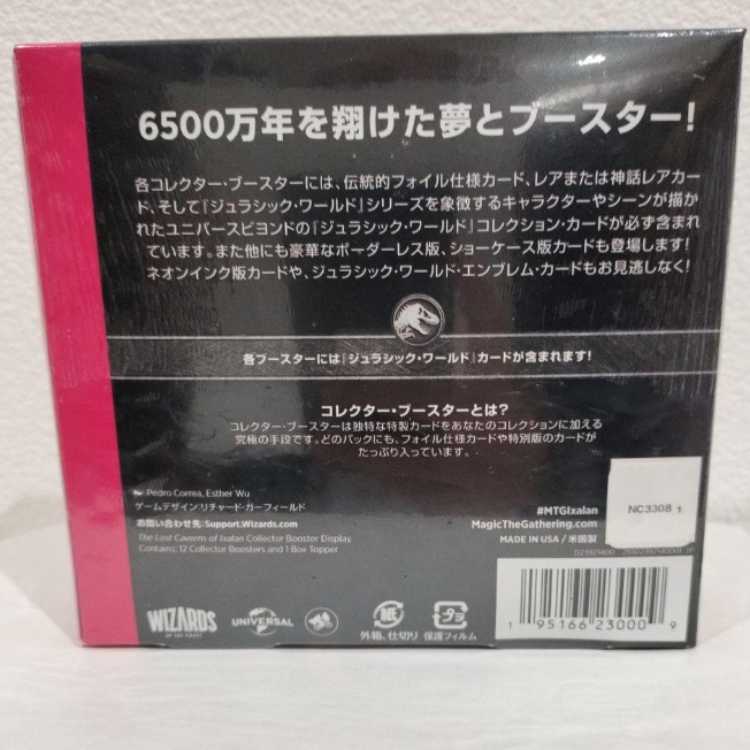 6500万年を翔けた夢とブースター!
各コレクター・ブースターには、伝統的フォイル仕様カード、レアまたは神話レアカー
ド、そして『ジュラシック・ワールド』シリーズを象徴するキャラクターやシーンが描か
れたユニバースビヨンドの『ジュラシック・ワールド』コレクション・カードが必ず含まれ
ています。また他にも豪華なボーダーレス版、ショーケース版カードも登場します!
ネオンインク版カードや、ジュラシック・ワールド・エンブレム・カードもお見逃しなく!
各ブースターには『ジュラシック・ワールド』カードが含まれます!
コレクター・ブースターとは?
コレクター・ブースターは独特な特製カードをあなたのコレクションに加える
究極の手段です。どのパックにも、フォイル仕様カードや特別版のカードが
たっぷり入っています。
Pedro Correa, Esther Wu
ゲームデザイン:リチャード・ガーフィールド
お問い合わせ先:Support.Wizards.com
The Lost Caverns of Ixalan Collector Booster Display,
Contains: 12 Collector Boosters and 1 Box Topper
#MTGIxalan
MagicTheGathering.com
MADE IN USA / 米国製
NC3308 1
WIZARDS
OF THE COAST
UNIVERSAL
紙
外箱、仕切り
プラ
保護フィルム
1 95166 23000 9